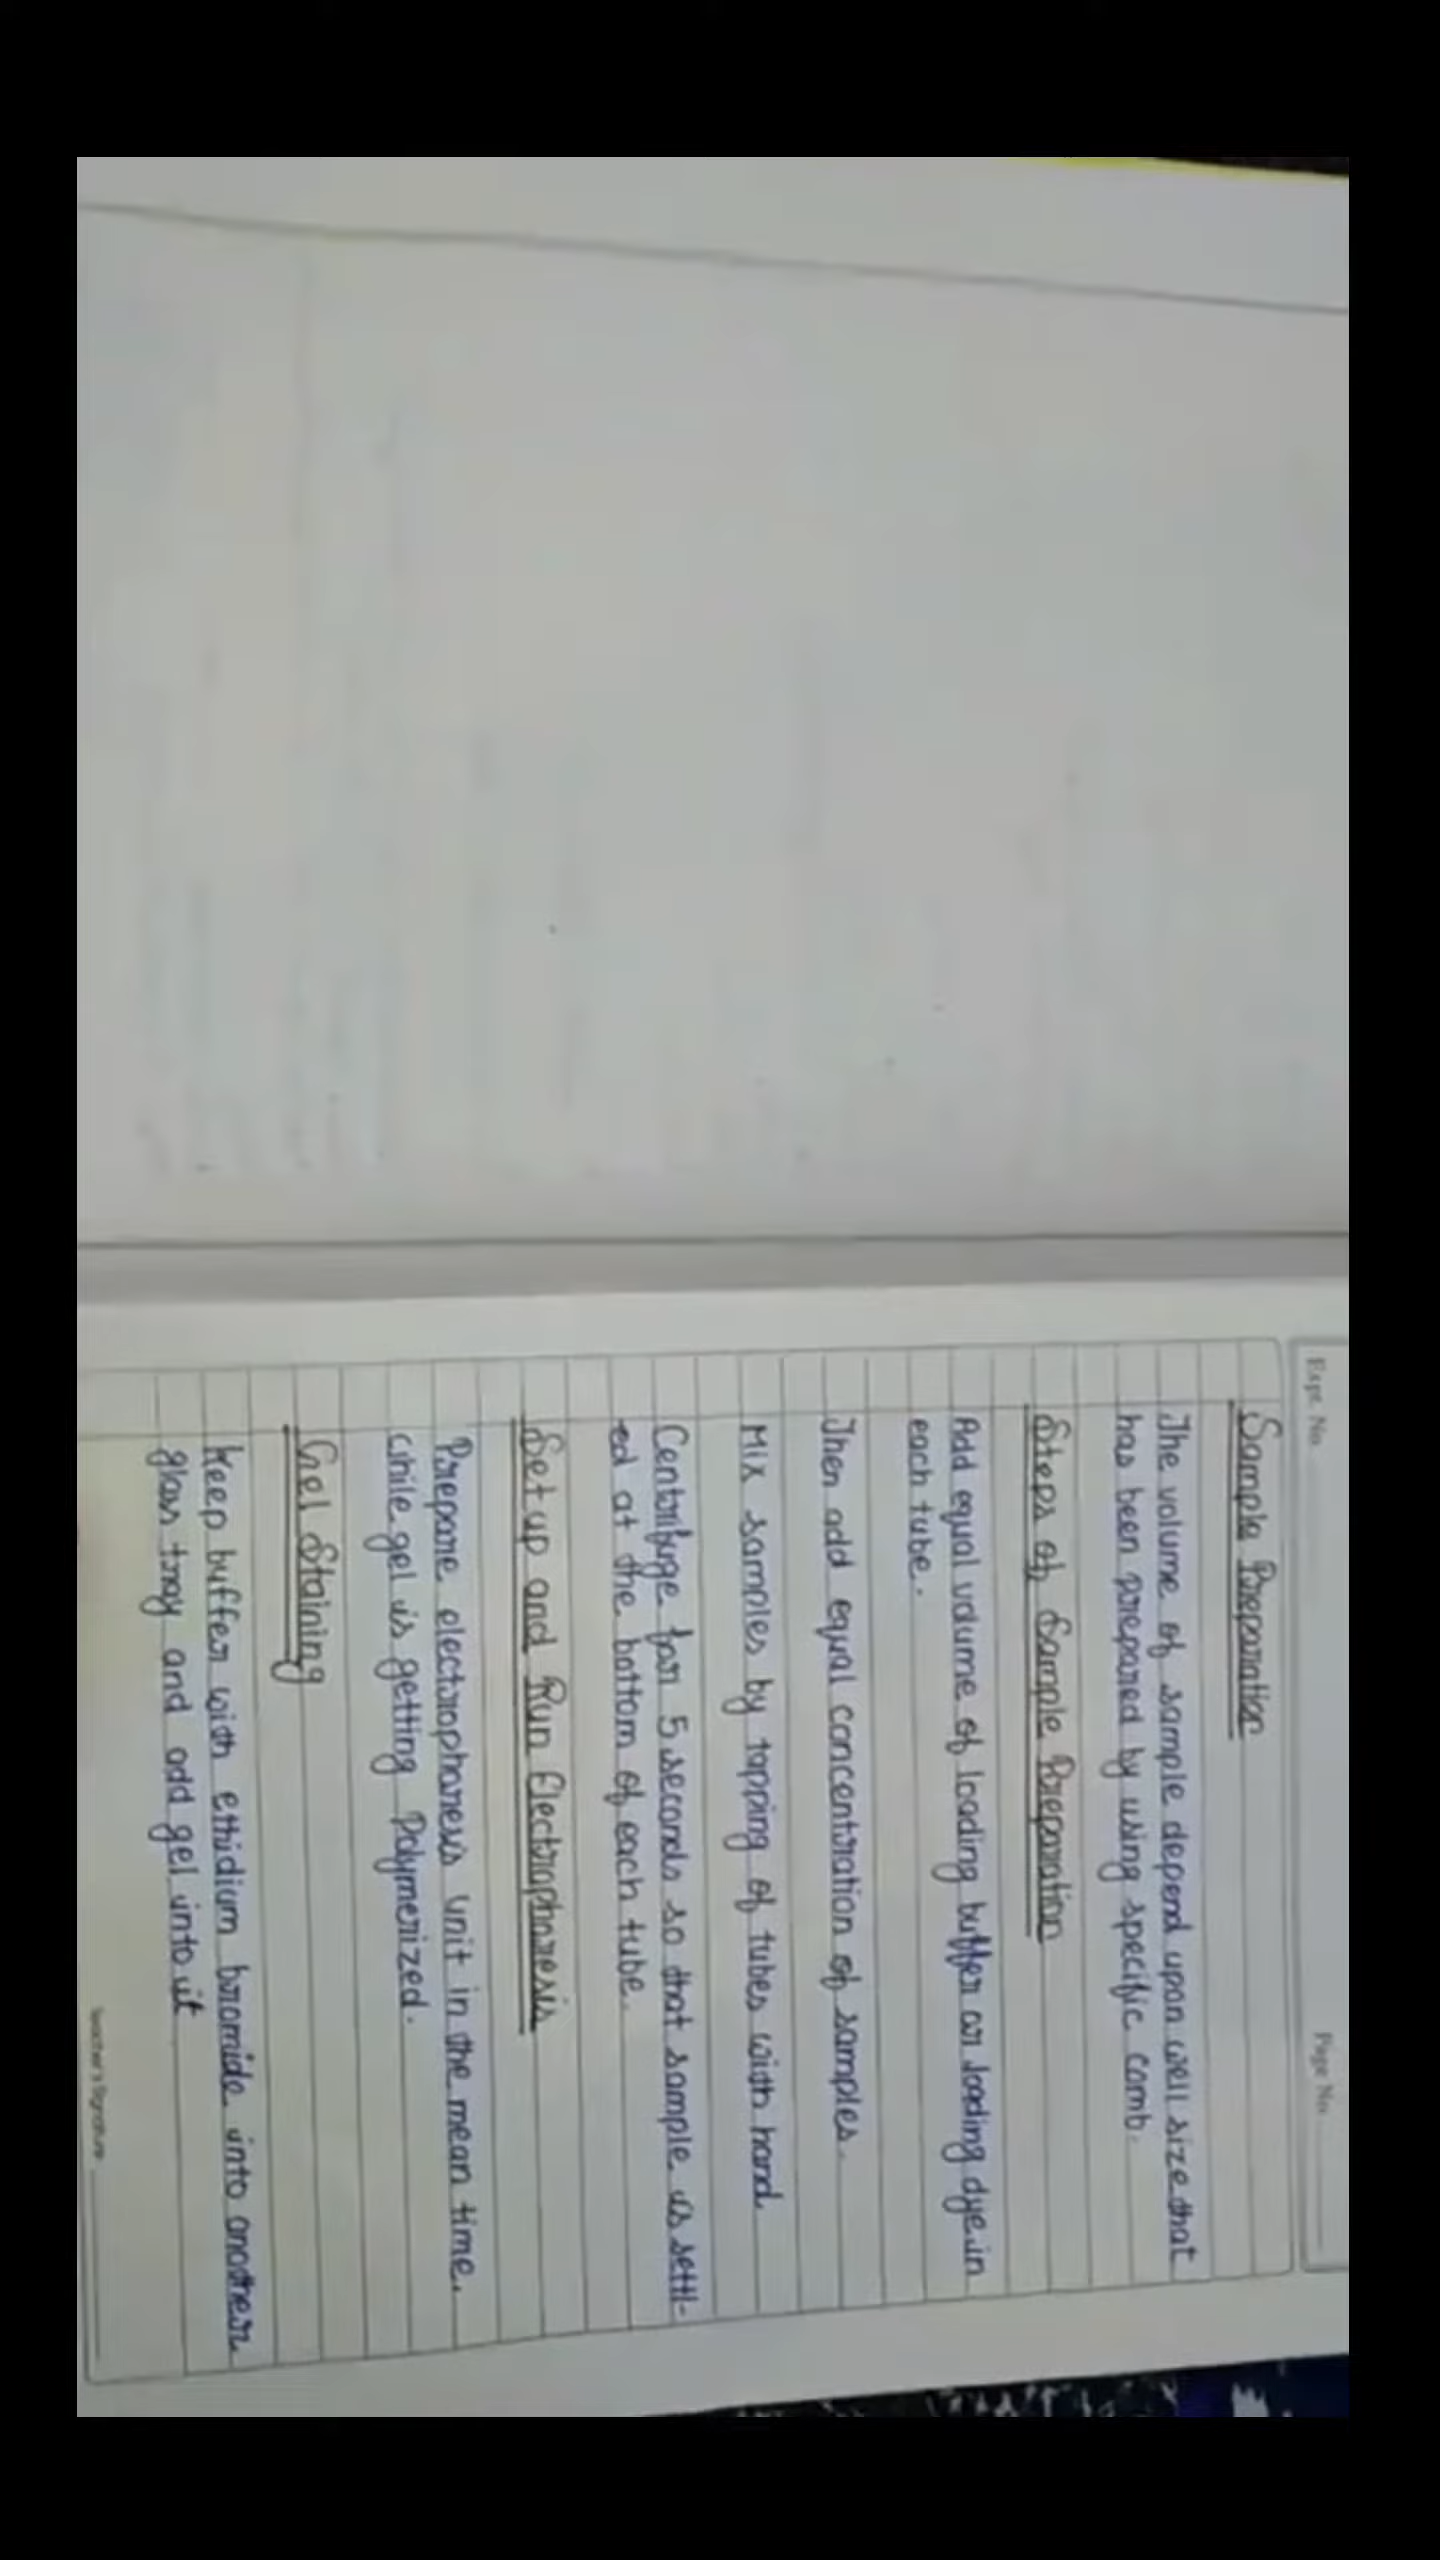 Expt. No.
Page No.
Sample Preparation
The volume of sample depend upon well size that
has been prepared by using specific comb.
Steps of Sample Preparation
Add equal volume of loading buffer or loading dye in
each tube.
Then add equal concentration of samples.
Mix samples by tapping of tubes with hand
Centrifuge for 5 seconds so that sample is settl-
ed at the bottom of each tube.
Set up and Run Electrophoresis
Prepare electrophoresis unit in the mean time.
while gel is getting Polymerized.
Gel Staining
Keep buffer with ethidium bromide into another
glass tray and add gel into it
Teacher's Signature